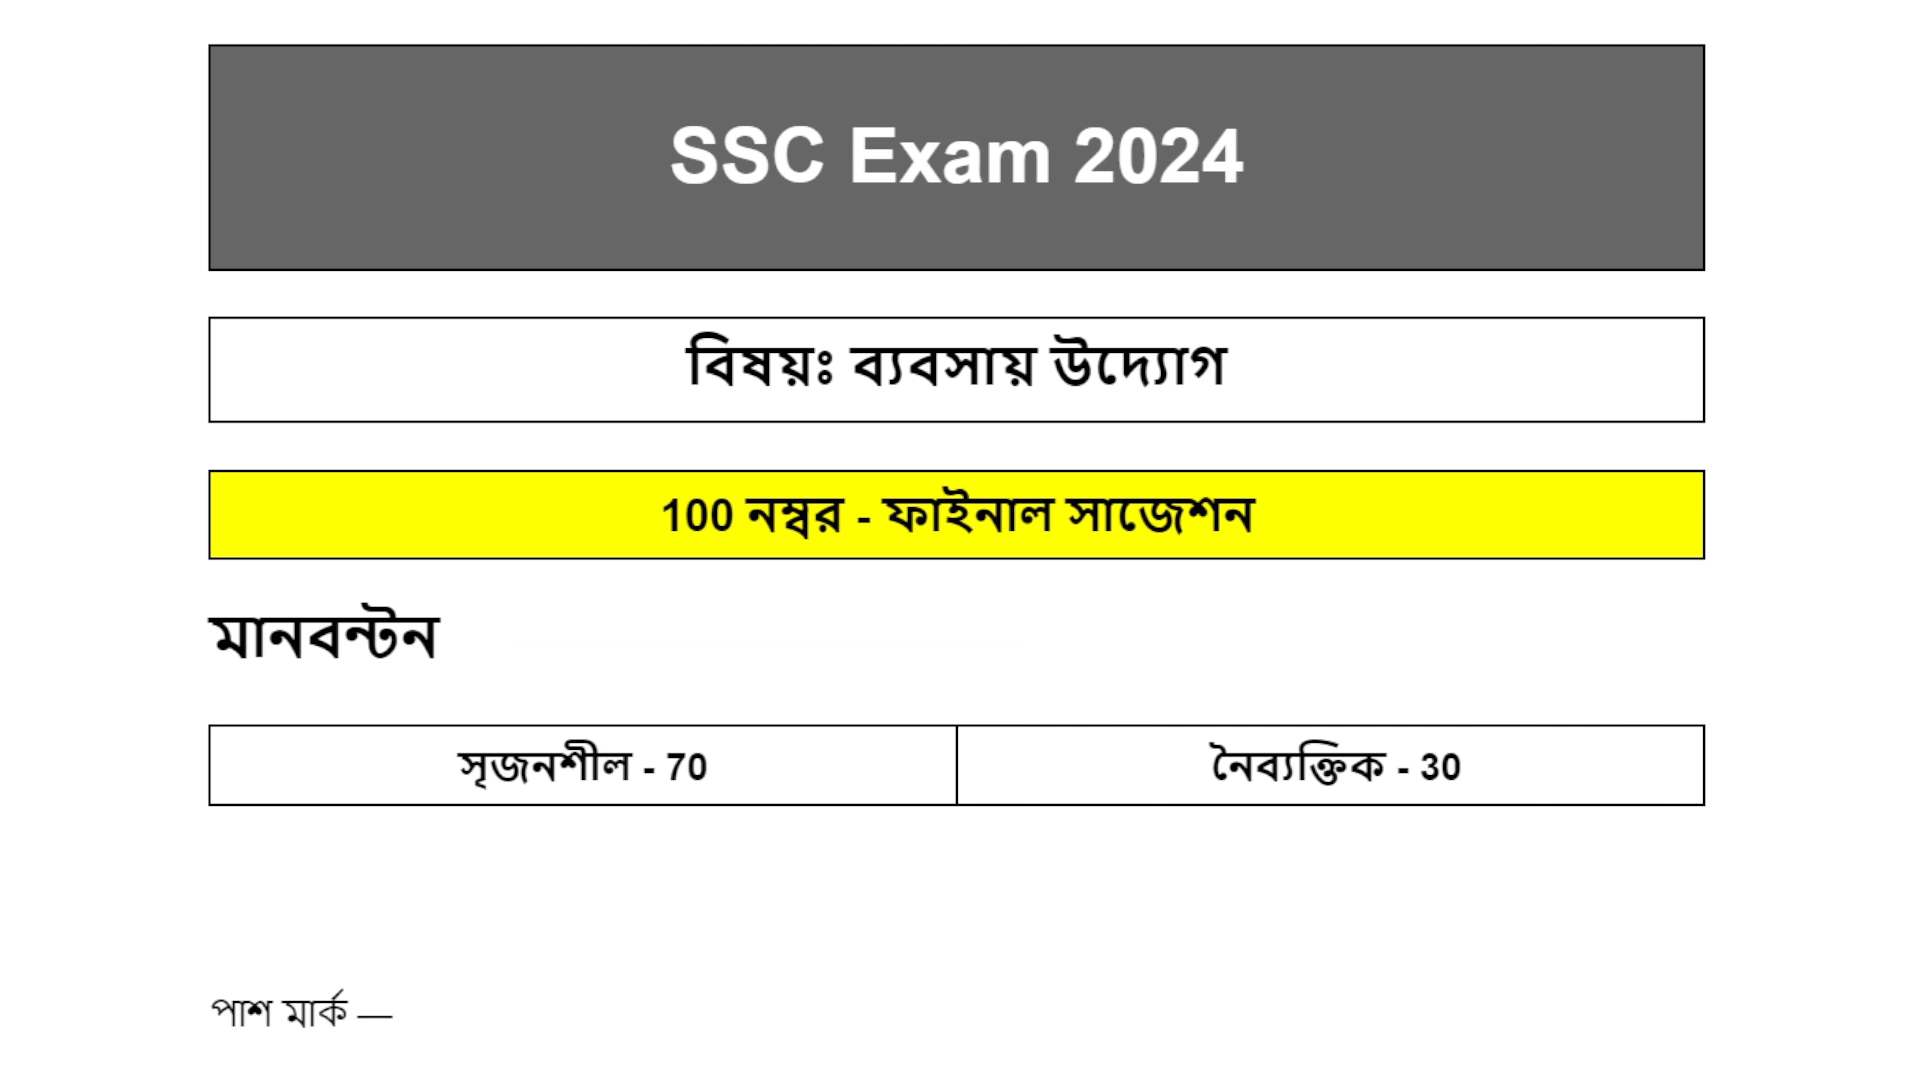 SSC Exam 2024
বিষয়ঃ ব্যবসায় উদ্যোগ
100 নম্বর - ফাইনাল সাজেশন
মানবন্টন
সৃজনশীল - 70
নৈব্যক্তিক - 30
পাশ মার্ক —